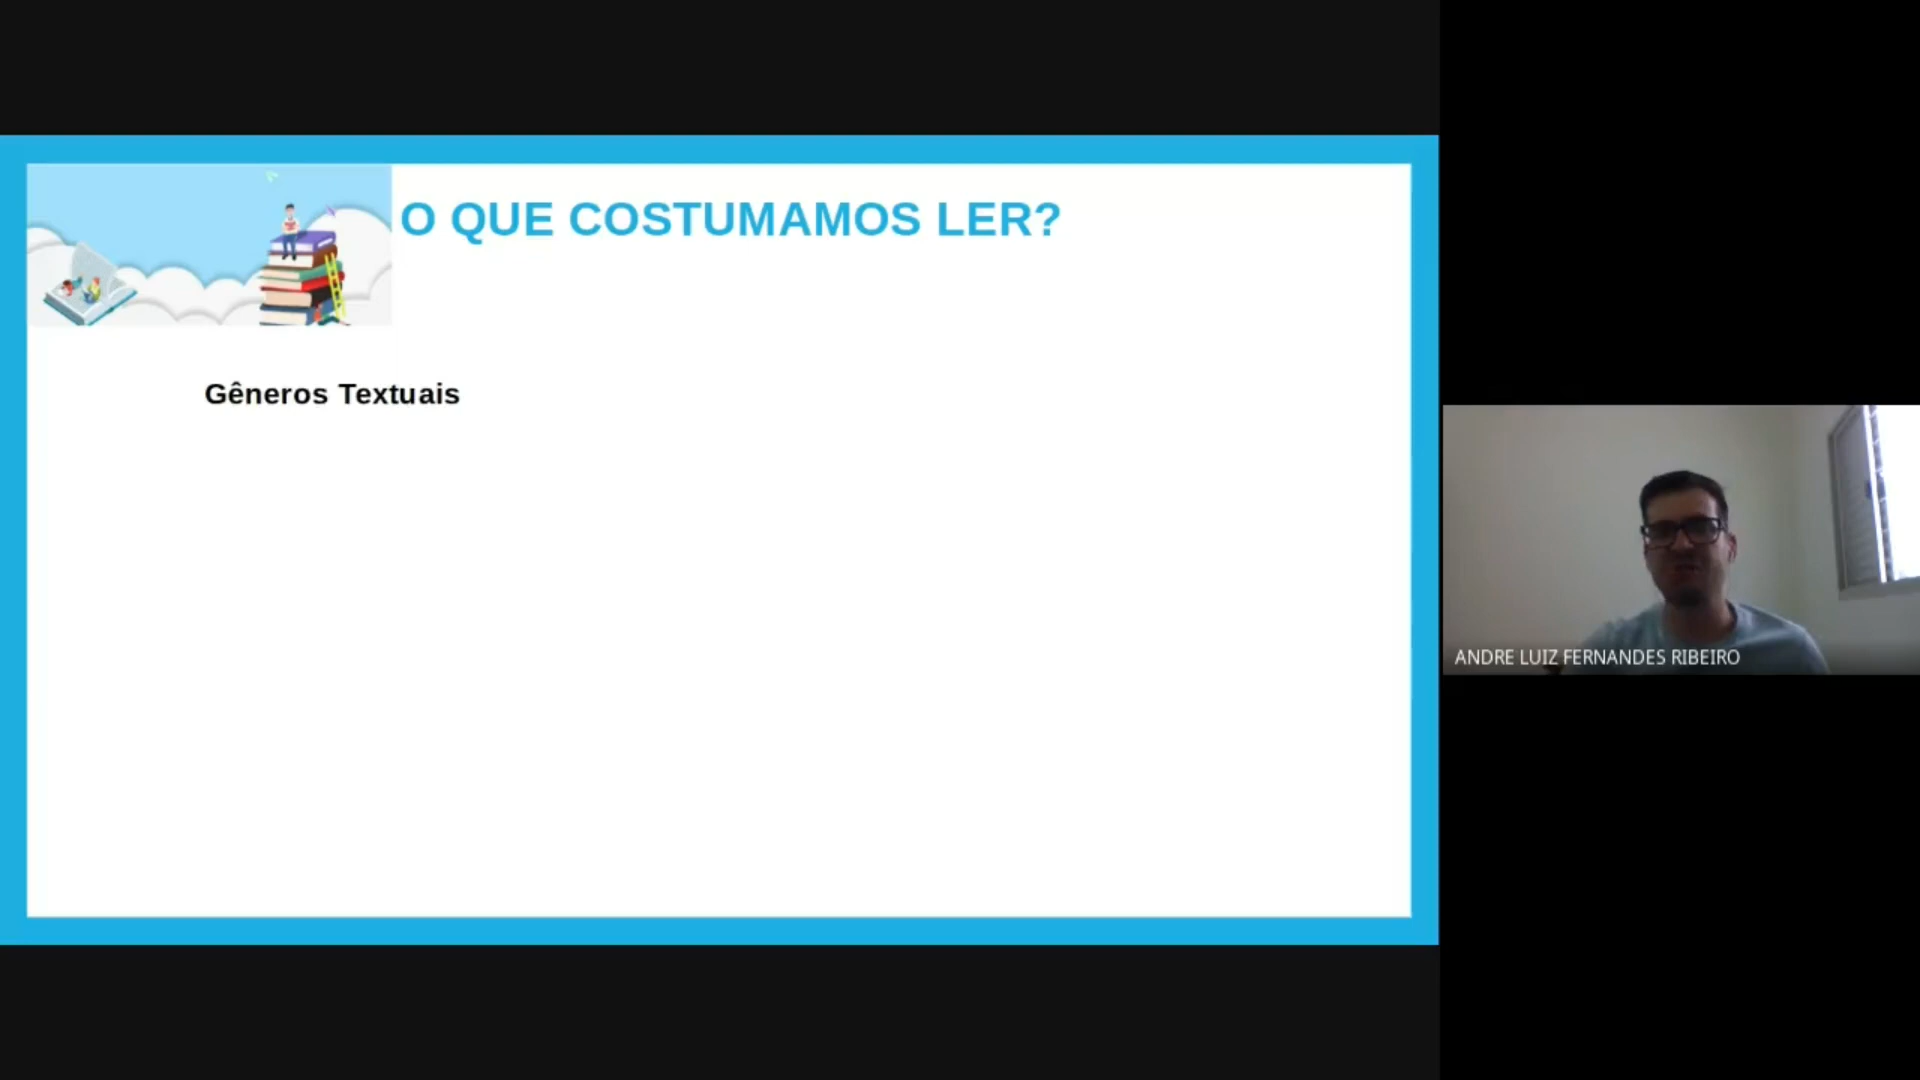 O QUE COSTUMAMOS LER?
Gêneros Textuais
ANDRE LUIZ FERNANDES RIBEIRO